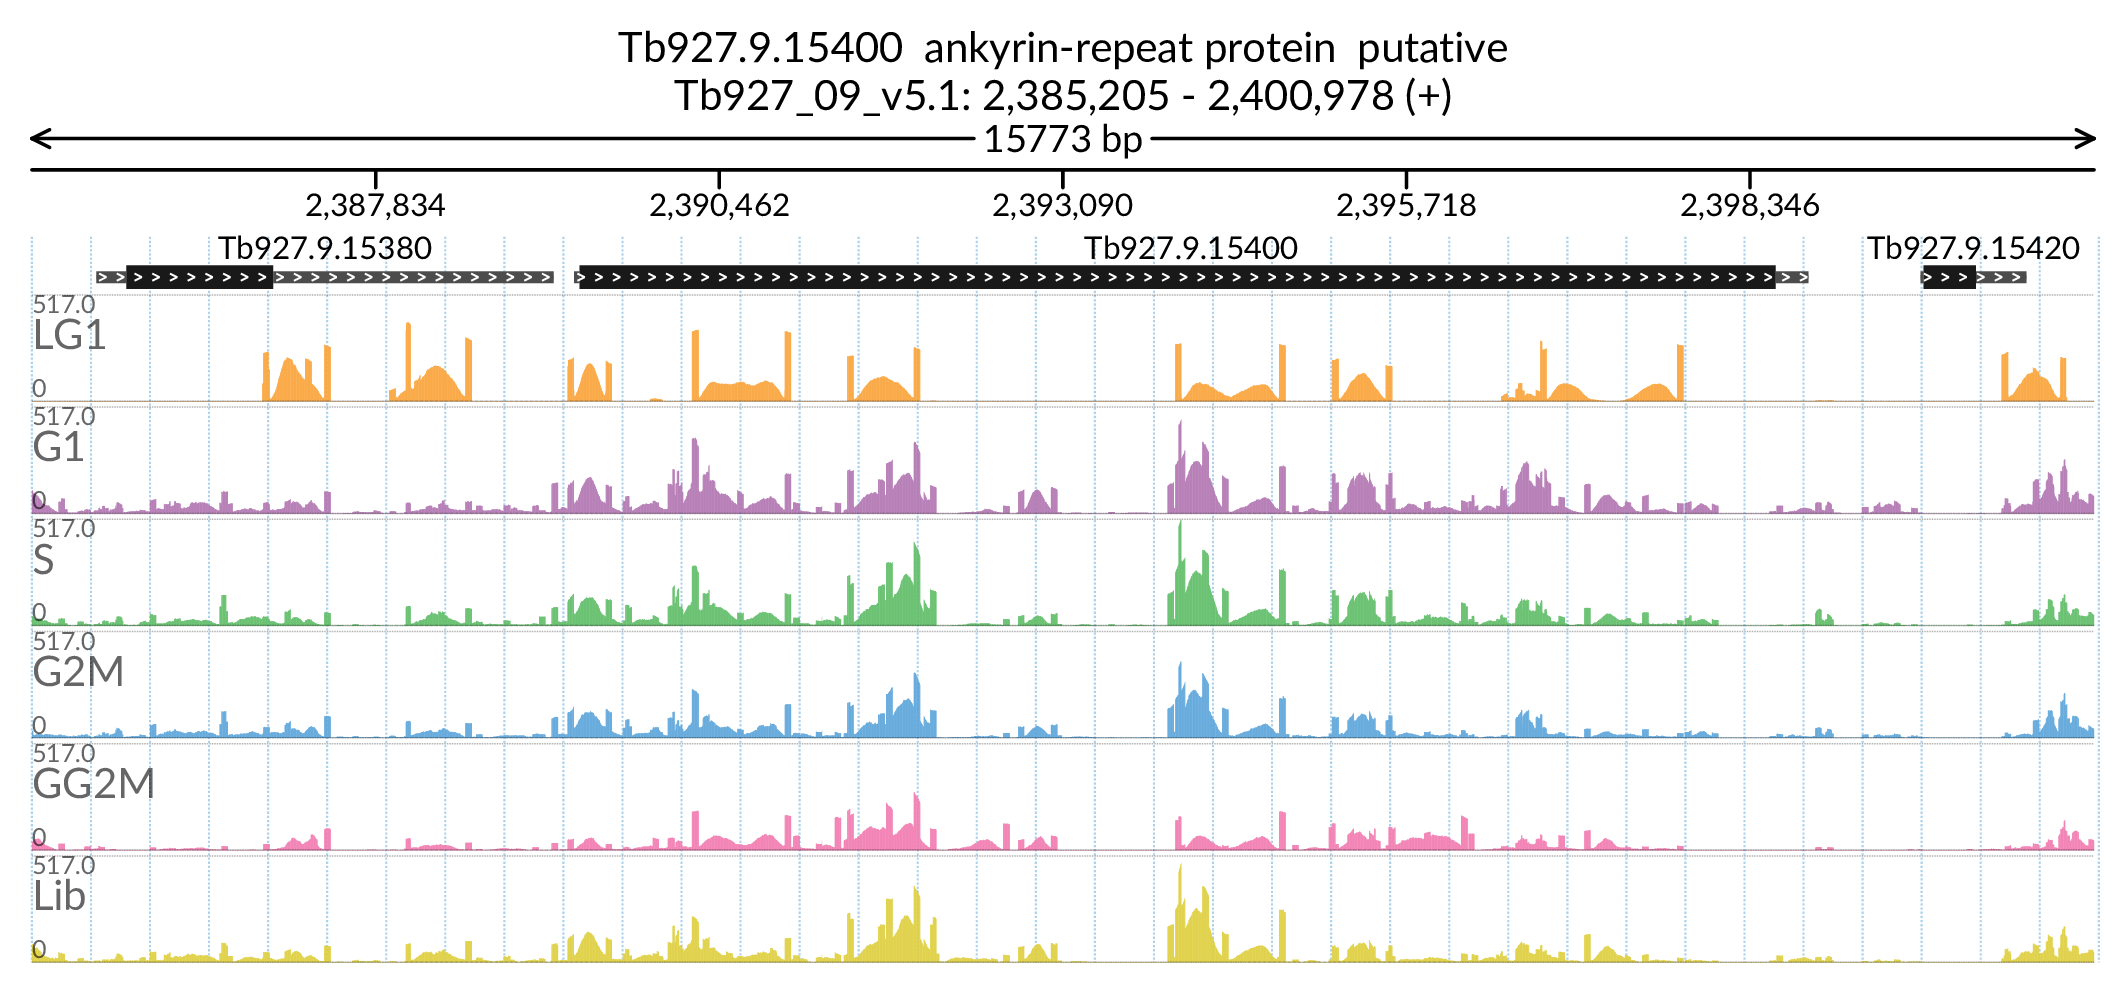 Tb927.9.15400 ankyrin-repeat protein putative
Tb927_09_v5.1: 2,385,205 - 2,400,978 (+)
15773 bp
2,387,834 2,390,462 2,393,090 2,395,718 2,398,346
Tb927.9.15380 Tb927.9.15400 Tb927.9.15420
517.0
LG1
0
517.0
G1
0
517.0
S
0
517.0
G2M
0
517.0
GG2M
0
517.0
Lib
0